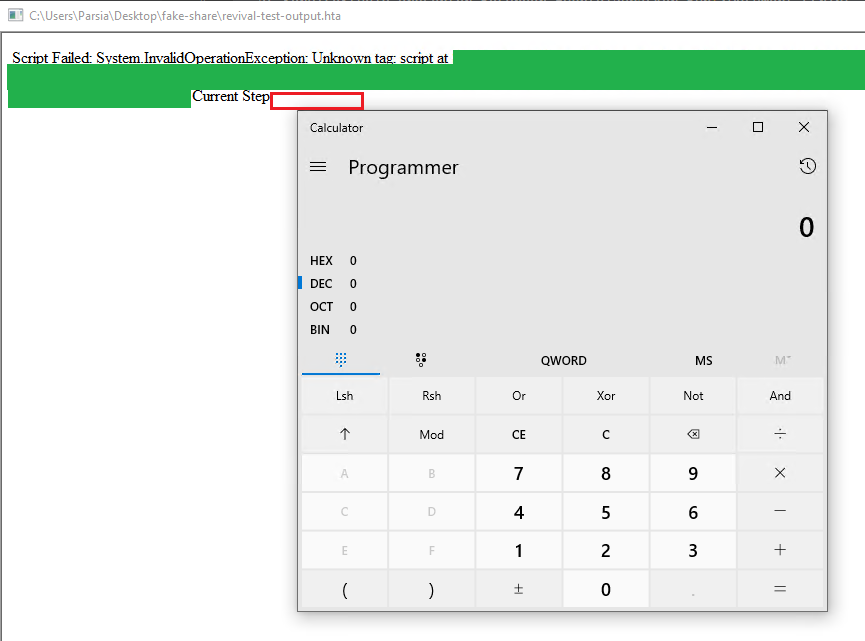 C:\Users\Parsia\Desktop\fake-share\revival-test-output.hta
Script Failed: System.InvalidOperationException: Unknown tag: script at
Current Step
Calculator
Programmer
0
HEX 0
DEC 0
OCT 0
BIN 0
QWORD MS M˅
Lsh Rsh Or Xor Not And
↑ Mod CE C ⌫ ÷
A B 7 8 9 ×
C D 4 5 6 −
E F 1 2 3 +
( ) ± 0 . =